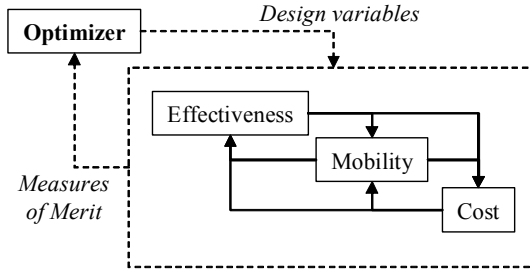 Design variables
Optimizer
Effectiveness
Mobility
Measures
of Merit
Cost